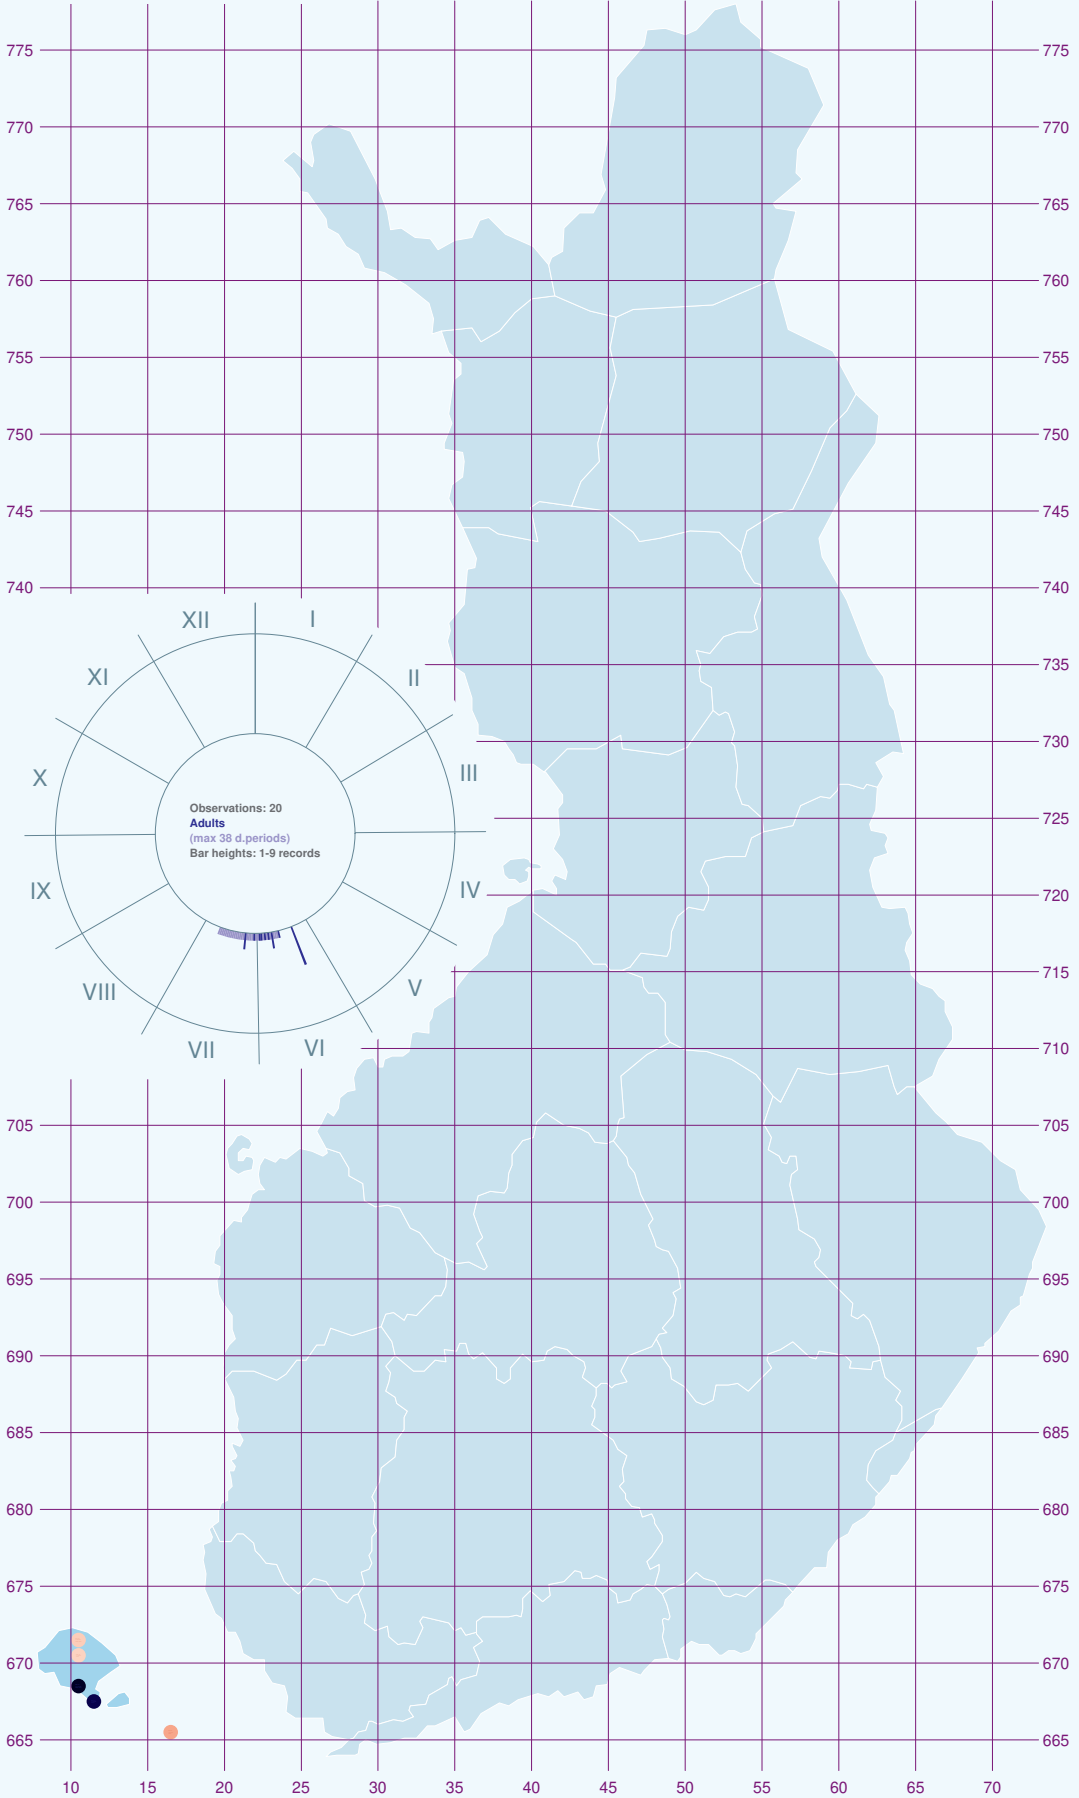 775 775
770 770
765 765
760 760
755 755
750 750
745 745
740 740
XII I
XI II
735 735
730 730
X III
Observations: 20
725 725
Adults
(max 38 d.periods)
Bar heights: 1-9 records
IX IV
720 720
715 715
VIII V
VII VI
710 710
705 705
700 700
695 695
690 690
685 685
680 680
675 675
670 670
665 665
10 15 20 25 30 35 40 45 50 55 60 65 70